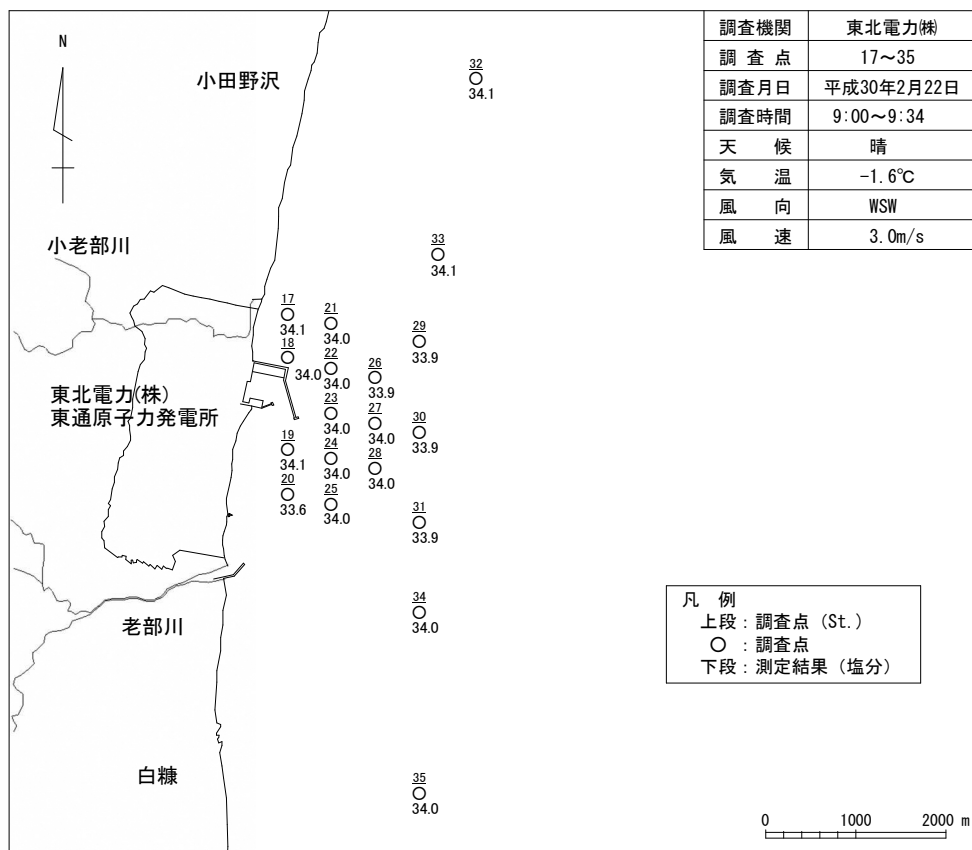 調査機関 東北電力㈱
調査点 17～35
調査月日 平成30年2月22日
調査時間 9:00～9:34
天候 晴
気温 -1.6℃
風向 WSW
風速 3.0m/s
N
小田野沢
32
34.1
小老部川
33
34.1
17
34.1
21
34.0
29
33.9
18
34.0
22
34.0
26
33.9
東北電力(株)
東通原子力発電所
23
34.0
27
34.0
30
33.9
19
34.1
24
34.0
28
34.0
20
33.6
25
34.0
31
33.9
34
34.0
老部川
凡 例
上段：調査点（St.）
○ ：調査点
下段：測定結果（塩分）
白糠
35
34.0
0 1000 2000 m